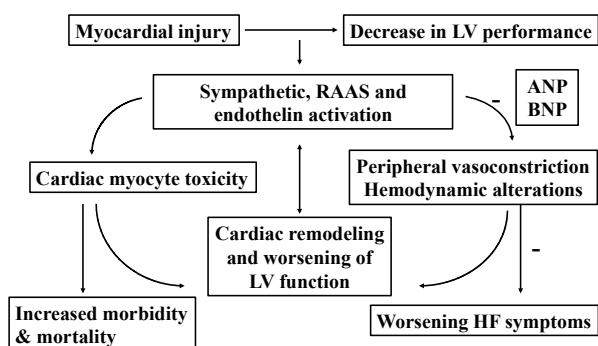 Myocardial injury
Decrease in LV performance
Sympathetic, RAAS and
endothelin activation
-
ANP
BNP
Cardiac myocyte toxicity
Peripheral vasoconstriction
Hemodynamic alterations
Cardiac remodeling
and worsening of
LV function
-
Increased morbidity
& mortality
Worsening HF symptoms